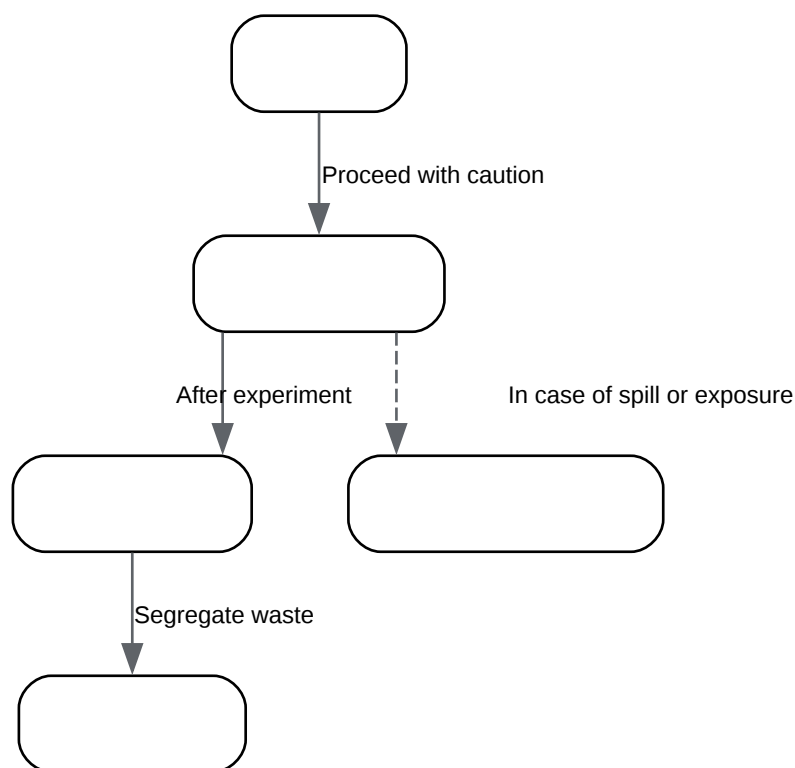 Proceed with caution
After experiment
In case of spill or exposure
Segregate waste